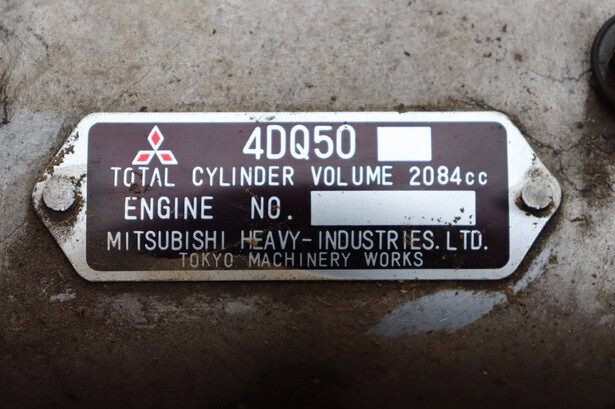 4DQ50
TOTAL CYLINDER VOLUME 2084cc
ENGINE NO.
MITSUBISHI HEAVY-INDUSTRIES. LTD.
TOKYO MACHINERY WORKS